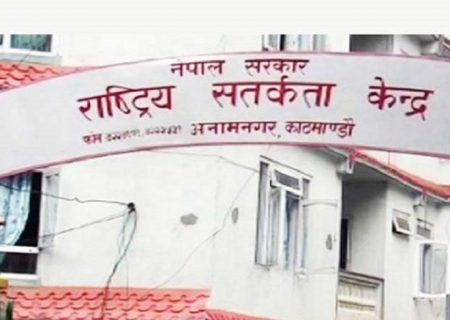 नेपाल सरकार
राष्ट्रिय सतर्कता केन्द्र
फोन अनामनगर, काठमाण्डौ